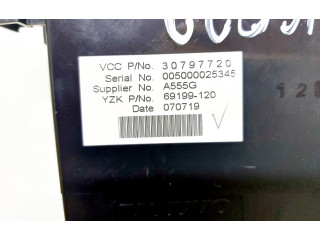 VCC P/No. 30797720
Serial No. 005000025345
Supplier No. A555G
YZK P/No. 69199-120
Date 070719
V